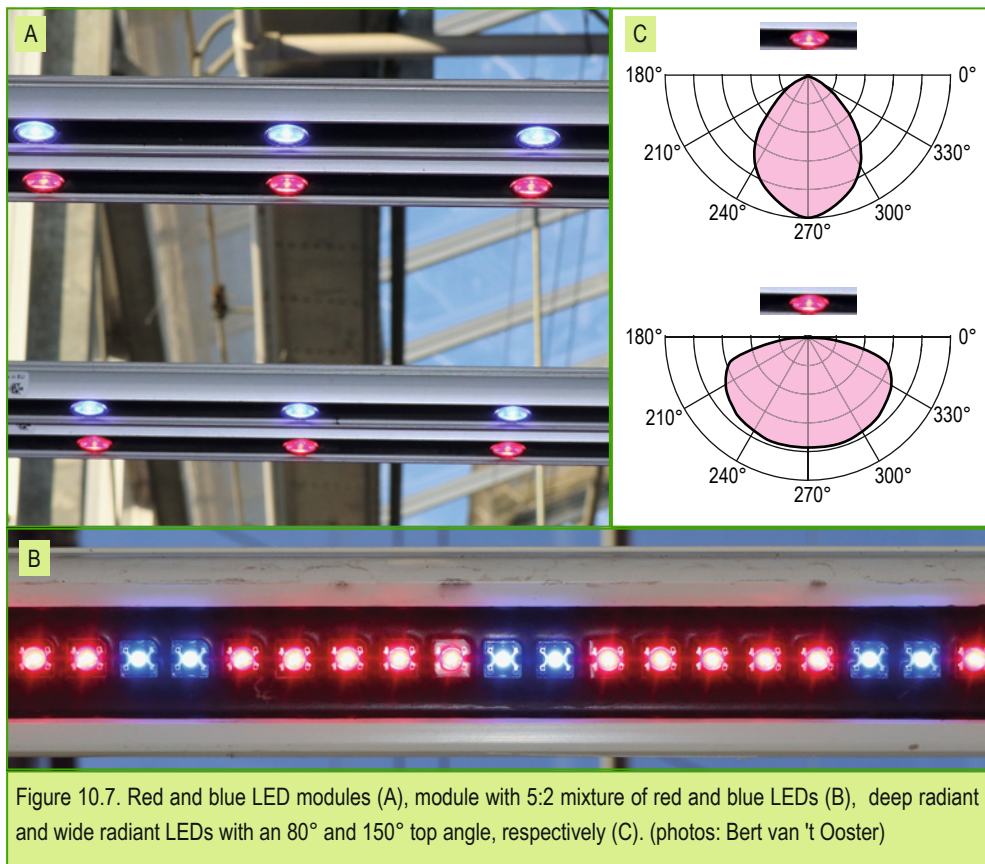 A
C
180°
0°
210°
330°
240°
300°
270°
180°
0°
210°
330°
240°
300°
270°
B
Figure 10.7. Red and blue LED modules (A), module with 5:2 mixture of red and blue LEDs (B), deep radiant
and wide radiant LEDs with an 80° and 150° top angle, respectively (C). (photos: Bert van 't Ooster)